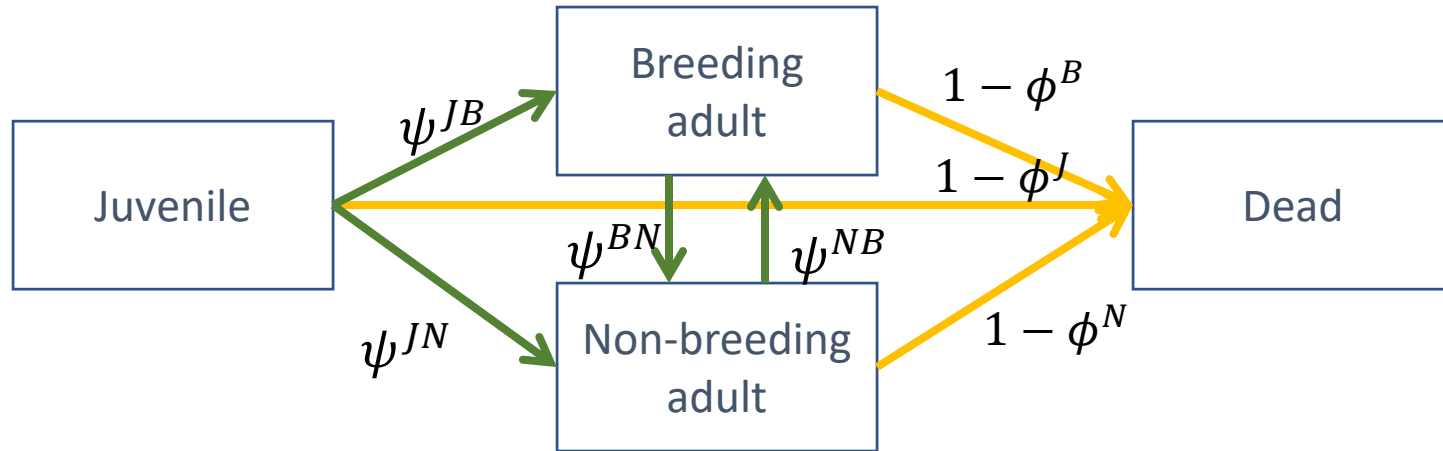 Juvenile
ψ^{JB}
ψ^{JN}
Breeding
adult
ψ^{BN}
ψ^{NB}
Non-breeding
adult
1 − ϕ^B
1 − ϕ^J
1 − ϕ^N
Dead